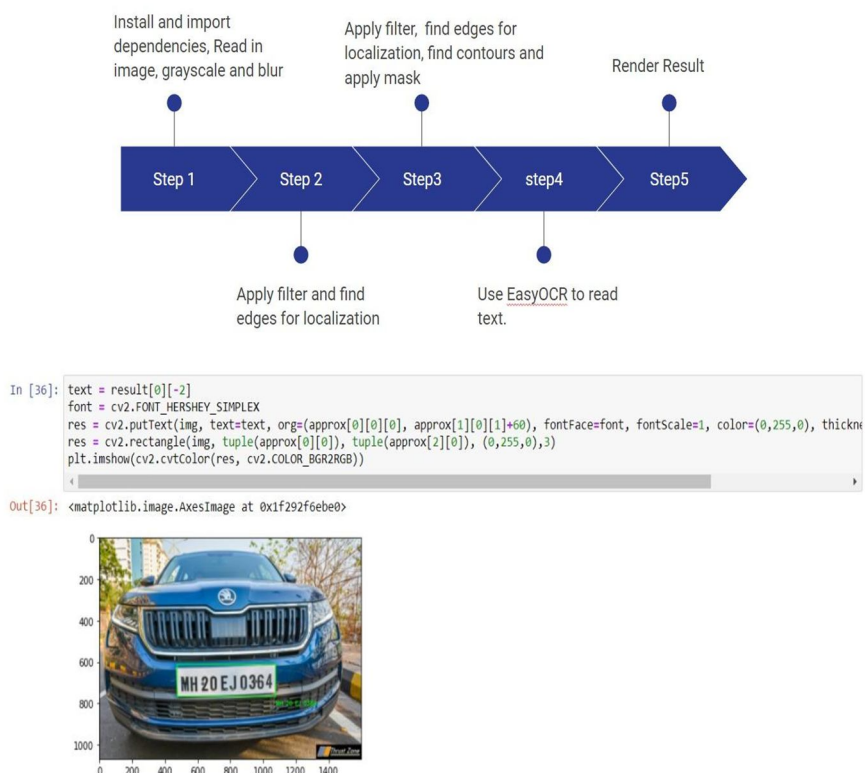 Install and import
dependencies, Read in
image, grayscale and blur
Apply filter, find edges for
localization, find contours and
apply mask
Render Result
Step 1
Step 2
Step3
step4
Step5
Apply filter and find
edges for localization
Use EasyOCR to read
text.
In [36]:
text = result[0][-2]
font = cv2.FONT_HERSHEY_SIMPLEX
res = cv2.putText(img, text=text, org=(approx[0][0][0], approx[1][0][1]+60), fontFace=font, fontScale=1, color=(0,255,0), thickne
res = cv2.rectangle(img, tuple(approx[0][0]), tuple(approx[2][0]), (0,255,0),3)
plt.imshow(cv2.cvtColor(res, cv2.COLOR_BGR2RGB))
Out[36]: <matplotlib.image.AxesImage at 0x1f292f6ebe0>
0
200
400
600
800
1000
MH 20 EJ 0364
Thrust Zone
0 200 400 600 800 1000 1200 1400